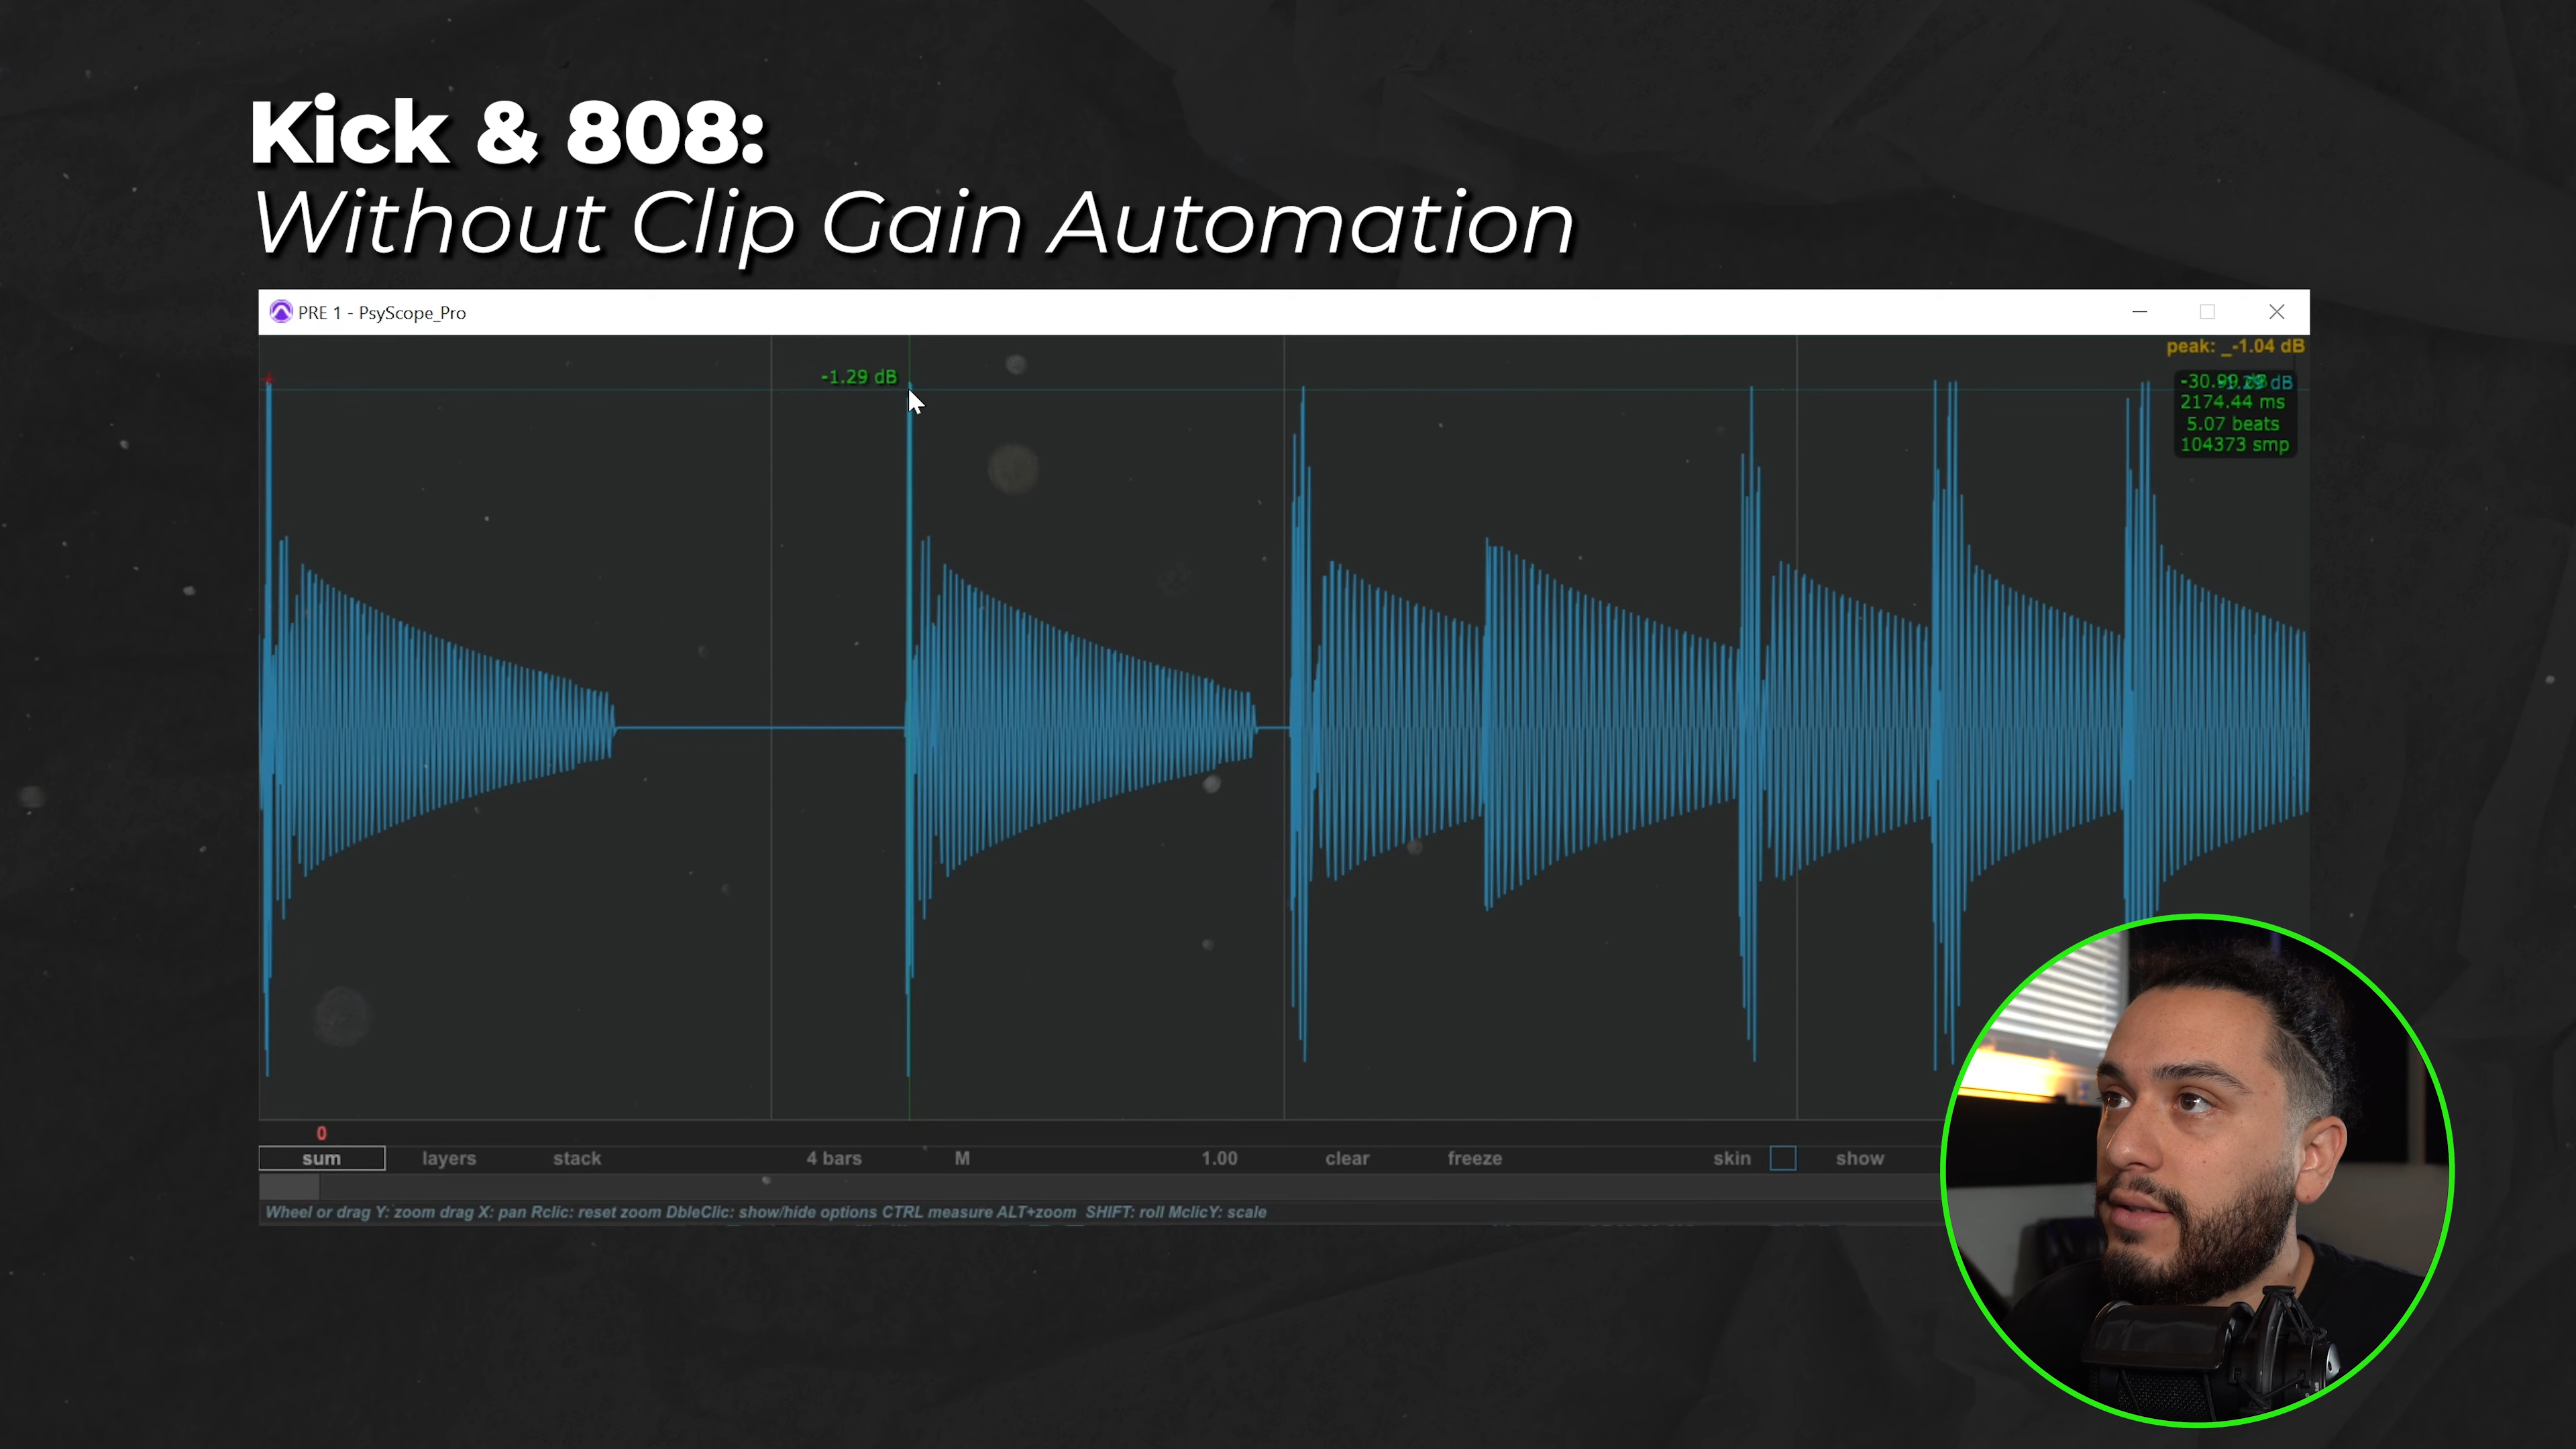 Kick & 808:
Without Clip Gain Automation
PRE 1 - PsyScope_Pro
peak: _-1.04 dB
-1.29 dB
-30.99 dB
2174.44 ms
5.07 beats
104373 smp
0
sum layers stack 4 bars M 1.00 clear freeze skin show
Wheel or drag Y: zoom drag X: pan Rclic: reset zoom DbleClic: show/hide options CTRL measure ALT+zoom SHIFT: roll MclicY: scale